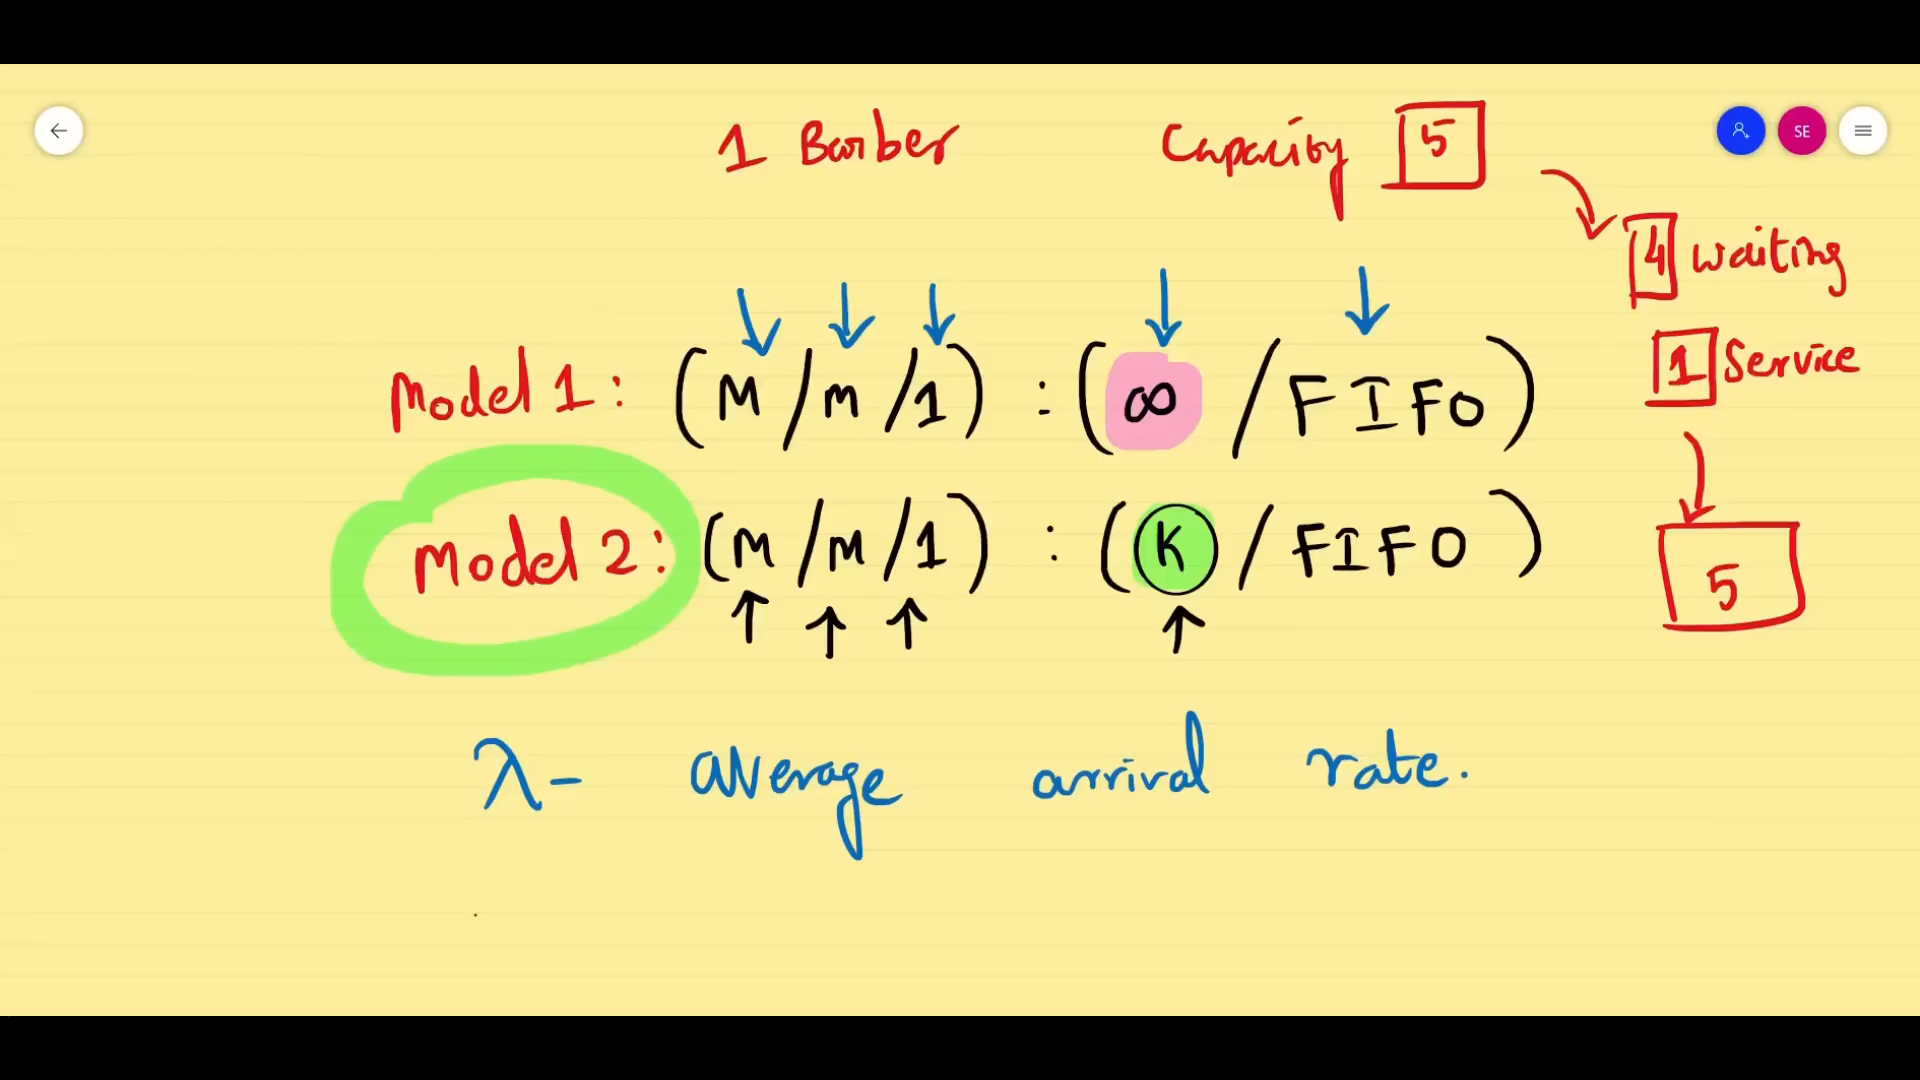 1 Barber Capacity 5
SE
4 waiting
1 Service
Model 1: (M/M/1) : (∞/FIFO)
Model 2: (M/M/1) : (K/FIFO)
5
λ- average arrival rate.